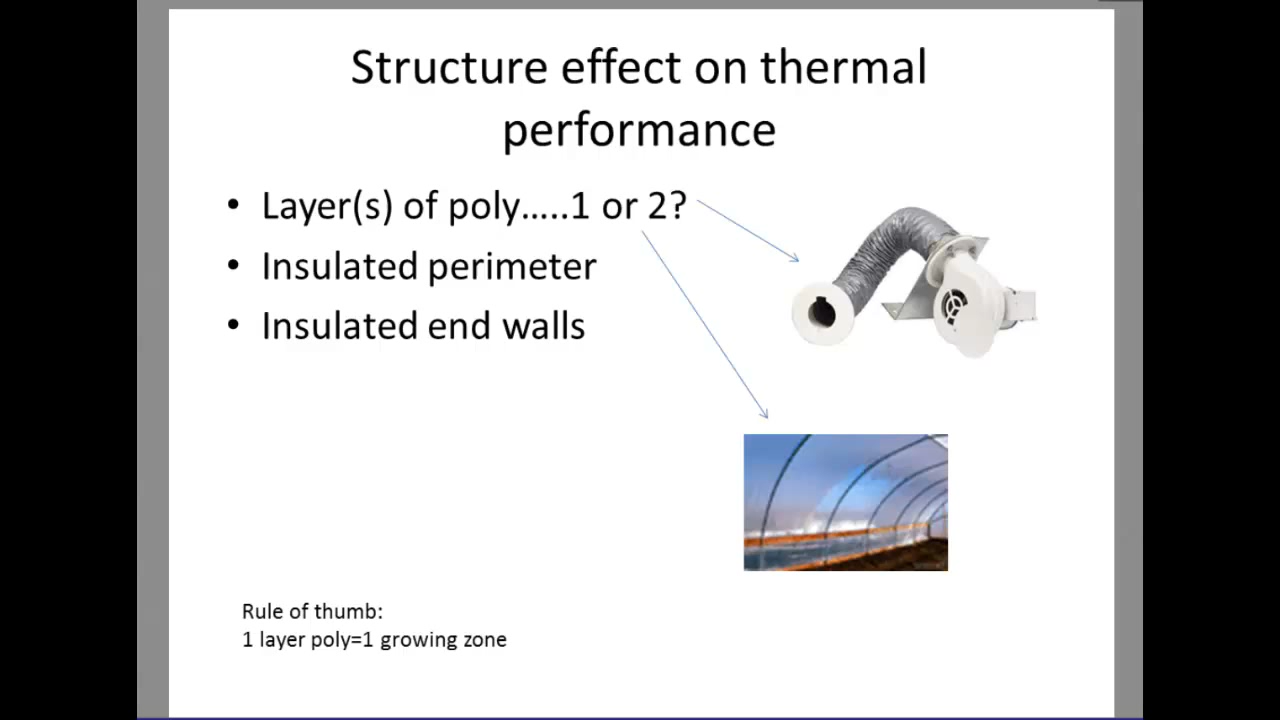 Structure effect on thermal
performance
• Layer(s) of poly.....1 or 2?
• Insulated perimeter
• Insulated end walls
Rule of thumb:
1 layer poly=1 growing zone